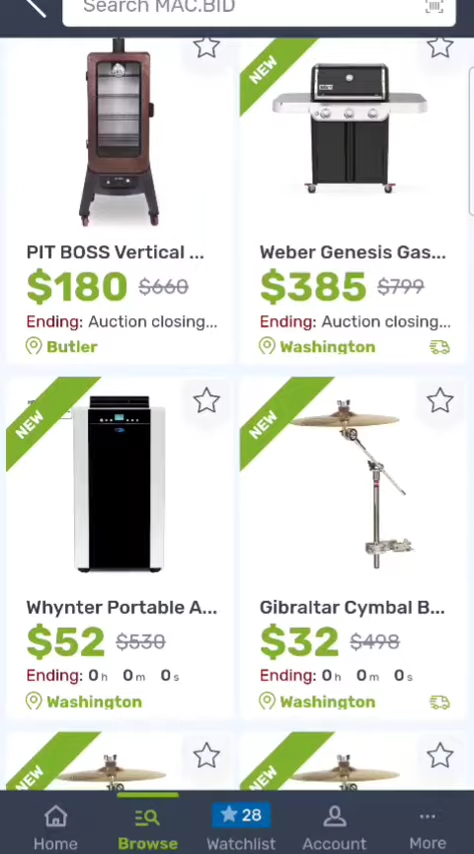 Search MAC.BID
NEW
PIT BOSS Vertical ...
$180 $660
Ending: Auction closing...
Butler
Weber Genesis Gas...
$385 $799
Ending: Auction closing...
Washington
NEW
NEW
Whynter Portable A...
$52 $530
Ending: 0h 0m 0s
Washington
Gibraltar Cymbal B...
$32 $498
Ending: 0h 0m 0s
Washington
NEW
NEW
Home
Browse
28
Watchlist
Account
More